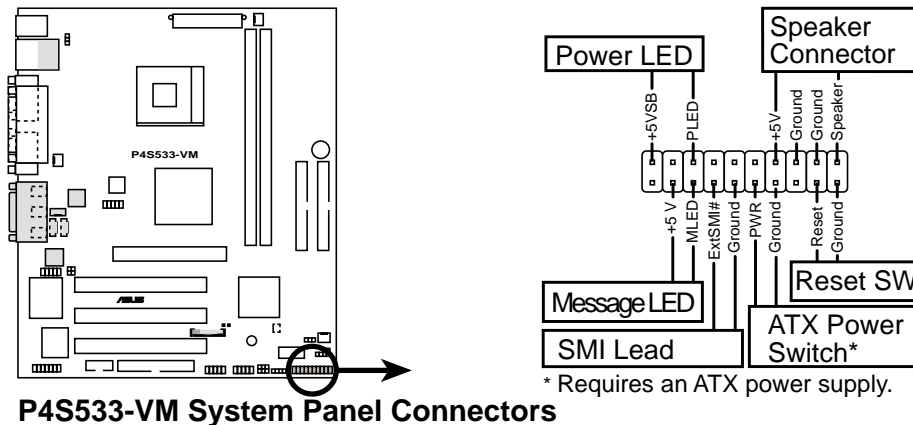 P4S533-VM
ASUS
Power LED
Speaker
Connector
+5VSB
PLED
+5V
Ground
Ground
Speaker
+5 V
MLED
ExtSMI#
Ground
PWR
Ground
Reset
Ground
Message LED
SMI Lead
Reset SW
ATX Power
Switch*
* Requires an ATX power supply.
P4S533-VM System Panel Connectors